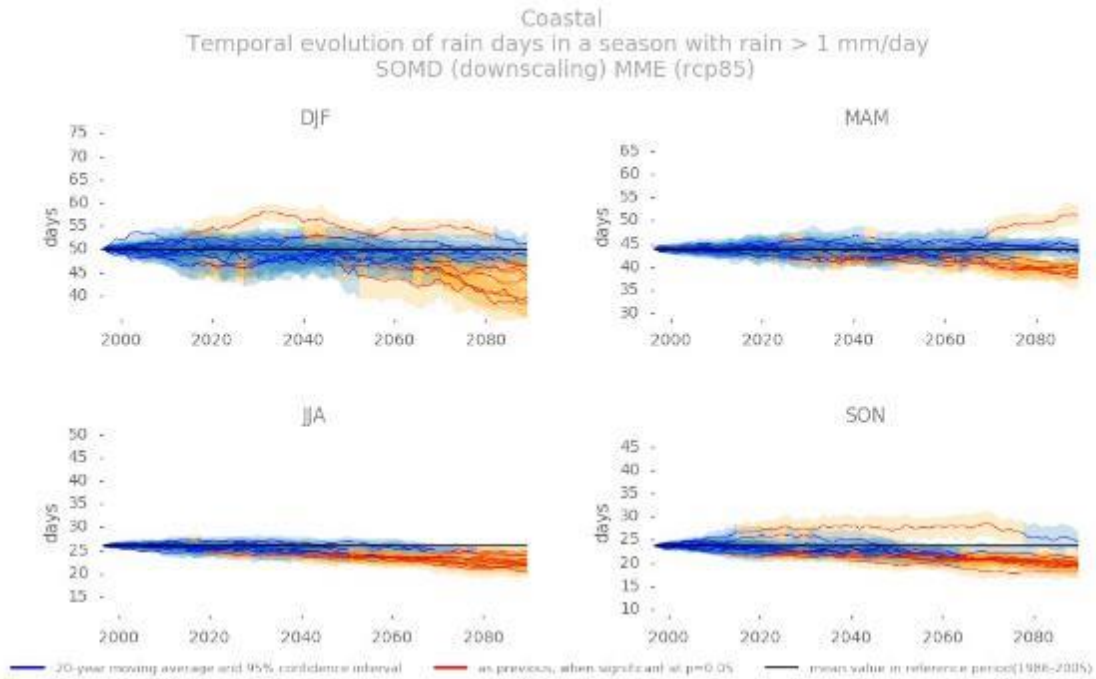 Coastal
Temporal evolution of rain days in a season with rain > 1 mm/day
SOMD (downscaling) MME (rcp85)
DJF
MAM
75
70
65
60
55
50
45
40
days
2000 2020 2040 2060 2080
65
60
55
50
45
40
35
30
days
2000 2020 2040 2060 2080
JJA
SON
50
45
40
35
30
25
20
15
days
2000 2020 2040 2060 2080
45
40
35
30
25
20
15
10
days
2000 2020 2040 2060 2080
20-year moving average and 95% confidence interval as previous, when significant at p=0.05 mean value in reference period(1986-2005)